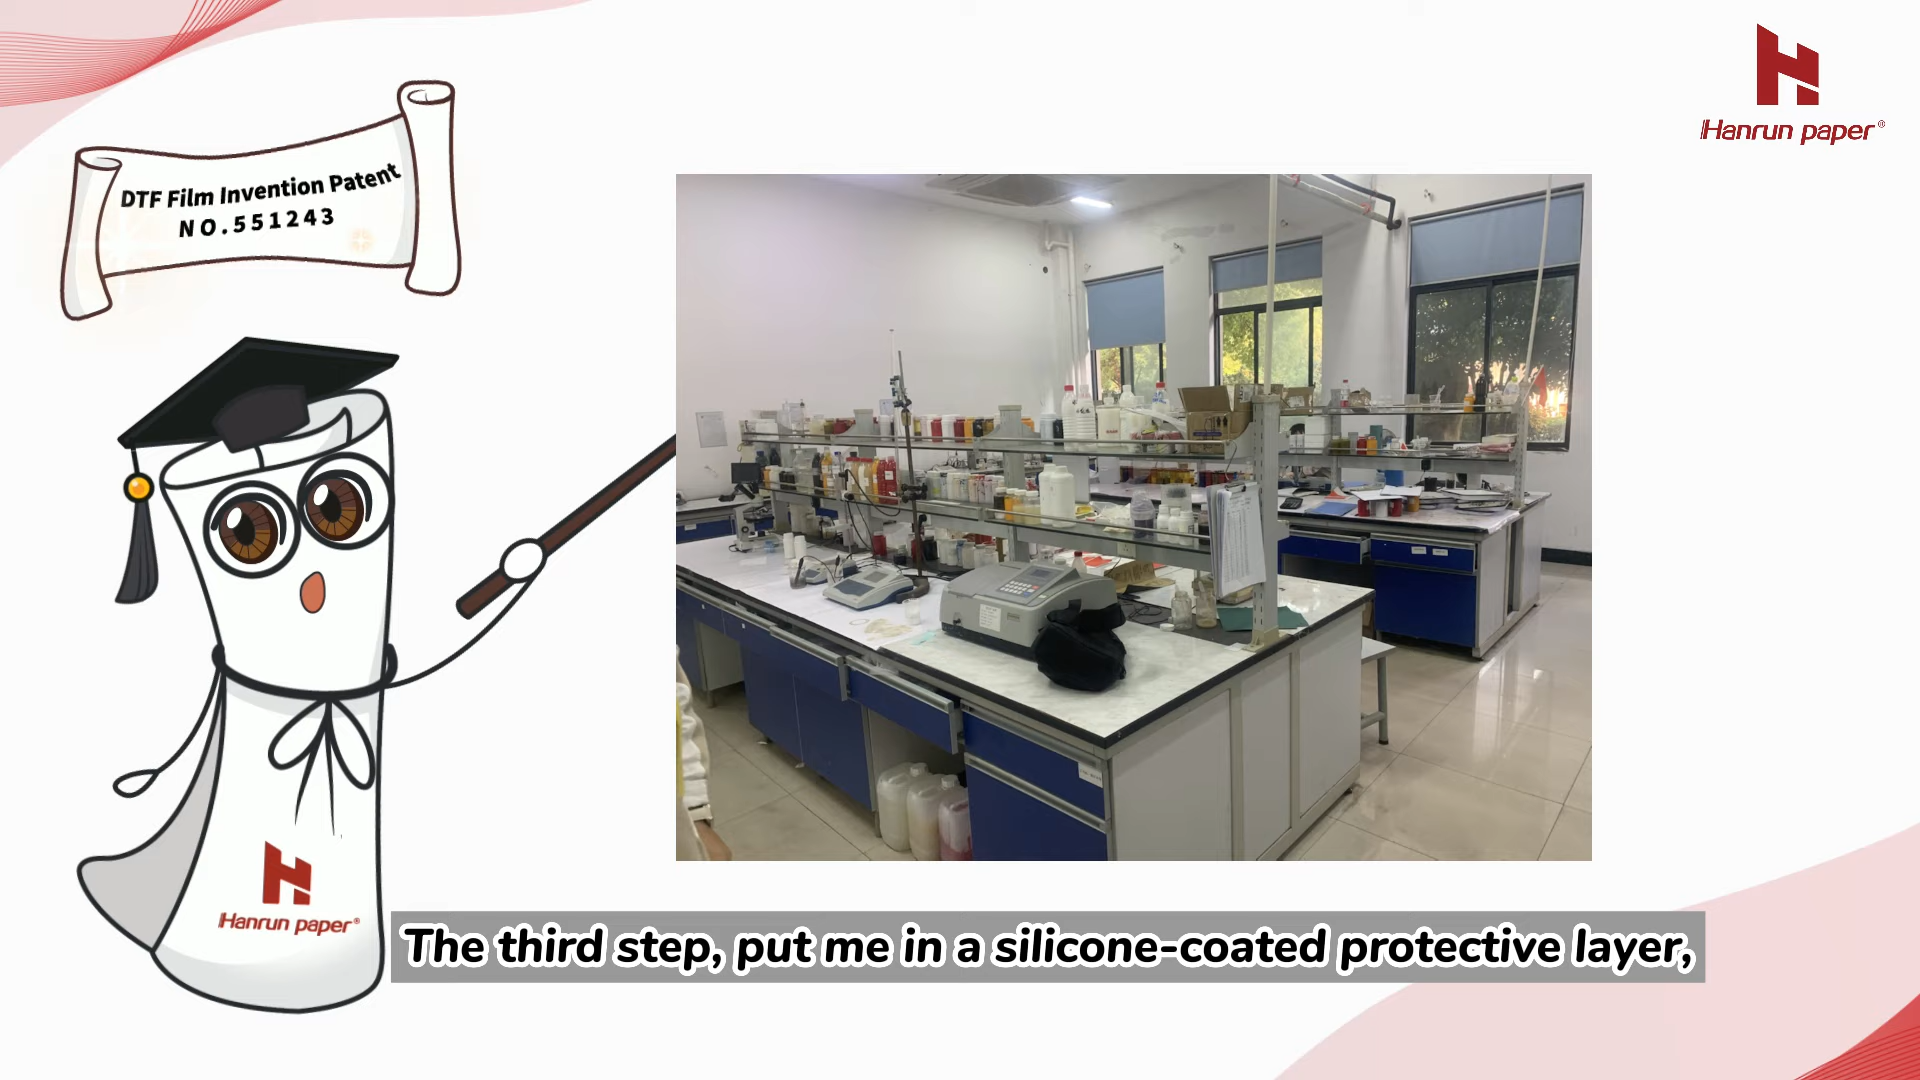 DTF Film Invention Patent
NO.551243
Hanrun paper®
Hanrun paper®
The third step, put me in a silicone-coated protective layer,